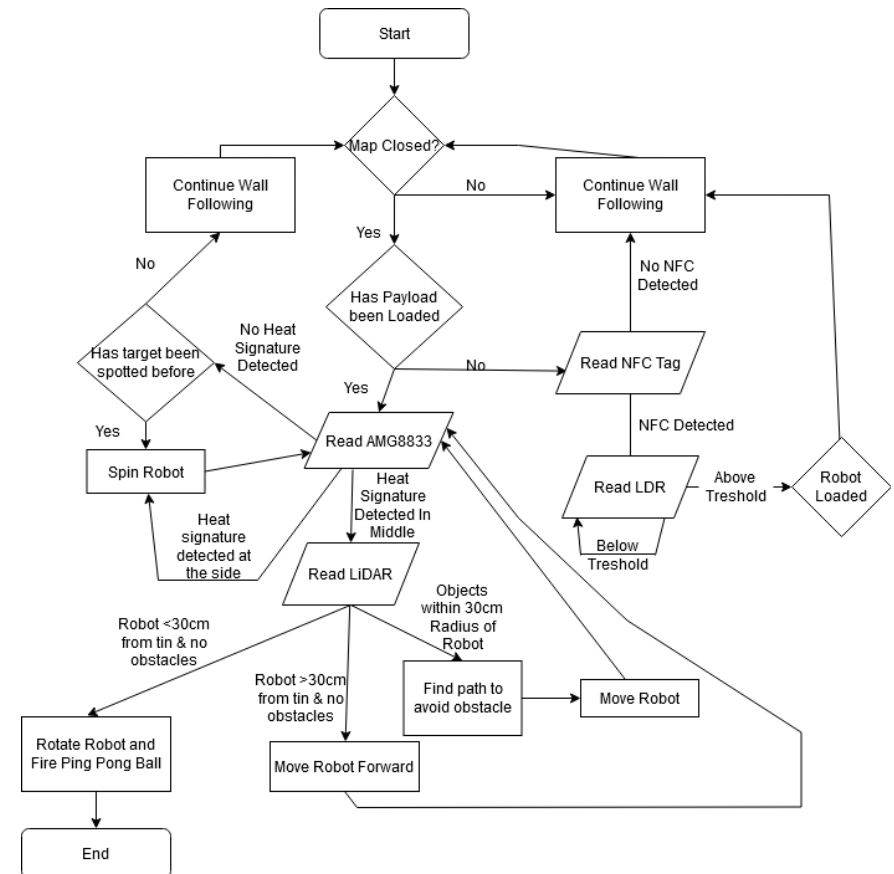 Start
Map Closed?
Continue Wall
Following
No
Continue Wall
Following
Yes
No
No NFC
Detected
Has Payload
been Loaded
No Heat
Signature
Detected
Has target been
spotted before
Read NFC Tag
No
Yes
Yes
NFC Detected
Read AMG8833
Spin Robot
Heat
Signature
Detected In
Middle
Read LDR
Above
Treshold
Robot
Loaded
Heat
signature
detected at
the side
Below
Treshold
Read LiDAR
Objects
within 30cm
Radius of
Robot
Robot <30cm
from tin & no
obstacles
Robot >30cm
from tin & no
obstacles
Find path to
avoid obstacle
Move Robot
Rotate Robot and
Fire Ping Pong Ball
Move Robot Forward
End